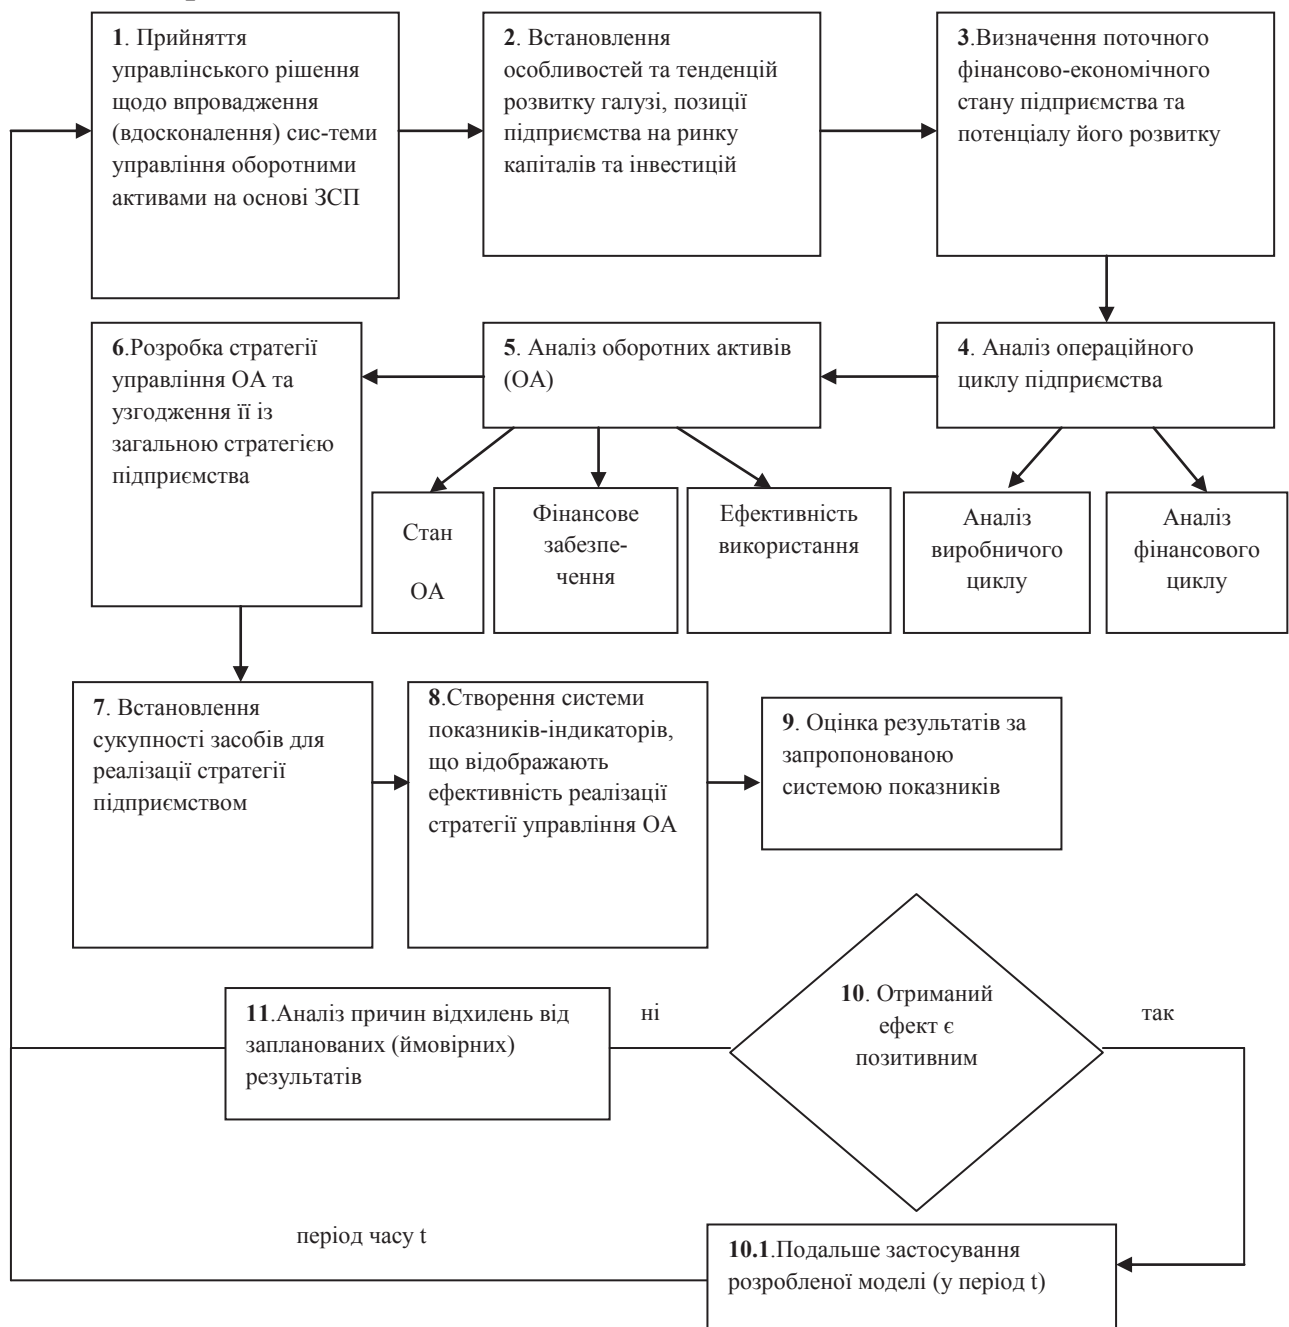 1. Прийняття
управлінського рішення
щодо впровадження
(вдосконалення) сис-теми
управління оборотними
активами на основі ЗСП
2. Встановлення
особливостей та тенденцій
розвитку галузі, позиції
підприємства на ринку
капіталів та інвестицій
3.Визначення поточного
фінансово-економічного
стану підприємства та
потенціалу його розвитку
4. Аналіз операційного
циклу підприємства
5. Аналіз оборотних активів
(ОА)
6.Розробка стратегії
управління ОА та
узгодження її із
загальною стратегією
підприємства
Стан
ОА
Фінансове
забезпе-
чення
Ефективність
використання
Аналіз
виробничого
циклу
Аналіз
фінансового
циклу
7. Встановлення
сукупності засобів для
реалізації стратегії
підприємством
8.Створення системи
показників-індикаторів,
що відображають
ефективність реалізації
стратегії управління ОА
9. Оцінка результатів за
запропонованою
системою показників
10. Отриманий
ефект є
позитивним
ні
так
11.Аналіз причин відхилень від
запланованих (ймовірних)
результатів
період часу t
10.1.Подальше застосування
розробленої моделі (у період t)